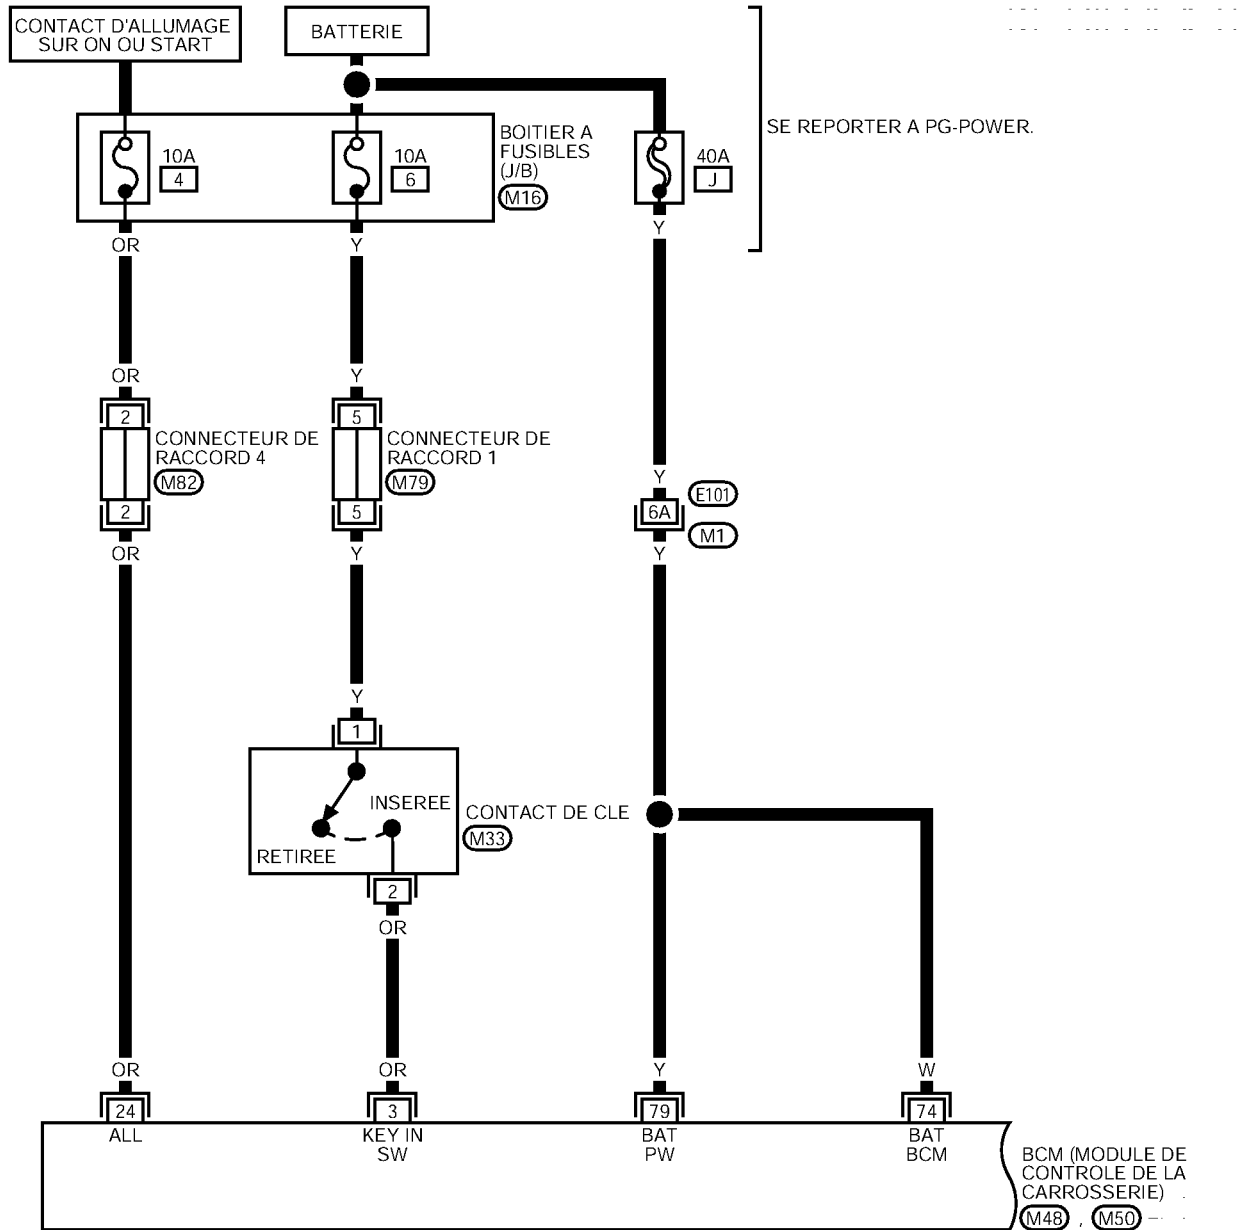 CONTACT D'ALLUMAGE
SUR ON OU START
BATTERIE
SE REPORTER A PG-POWER.
BOITIER A
FUSIBLES
(J/B)
M16
10A
4
10A
6
40A
J
OR
Y
Y
OR
Y
2
5
CONNECTEUR DE
RACCORD 4
M82
CONNECTEUR DE
RACCORD 1
M79
Y
2
5
6A
E101
M1
OR
Y
Y
Y
1
INSEREE
RETIREE
CONTACT DE CLE
M33
2
OR
OR
OR
Y
W
24
3
79
74
ALL
KEY IN
SW
BAT
PW
BAT
BCM
BCM (MODULE DE
CONTROLE DE LA
CARROSSERIE)
M48 , M50